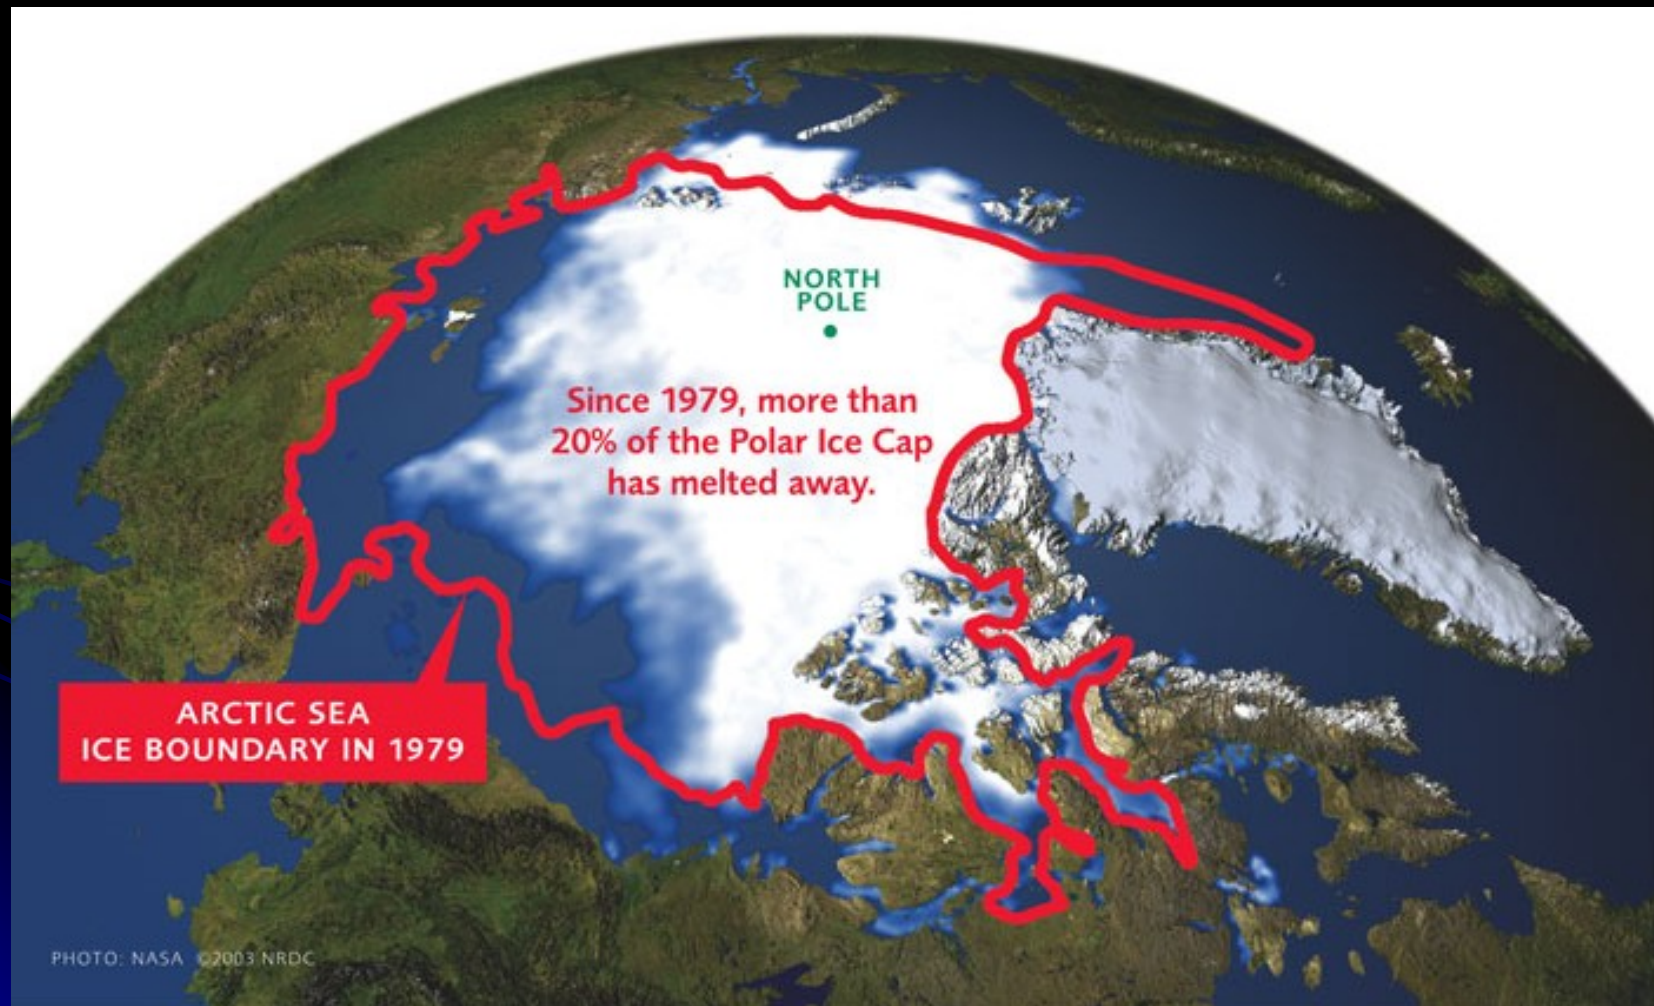 NORTH
POLE
Since 1979, more than
20% of the Polar Ice Cap
has melted away.
ARCTIC SEA
ICE BOUNDARY IN 1979
PHOTO: NASA ©2003 NRDC